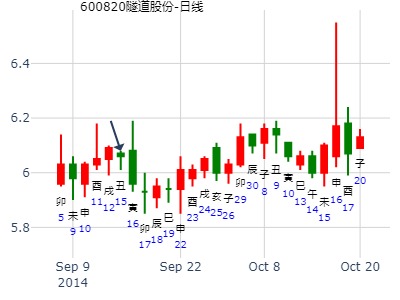 600820隧道股份-日线
6.4
6.2
6
5.8
卯
5
未
9
申
10
酉
11
戌
12
丑
15
寅
16
卯
17
辰
18
巳
19
申
22
酉
23
戌
24
亥
25
子
26
卯
29
辰
30
子
8
丑
9
寅
10
巳
13
午
14
未
15
申
16
酉
17
子
20
Sep 9
2014
Sep 22
Oct 8
Oct 20